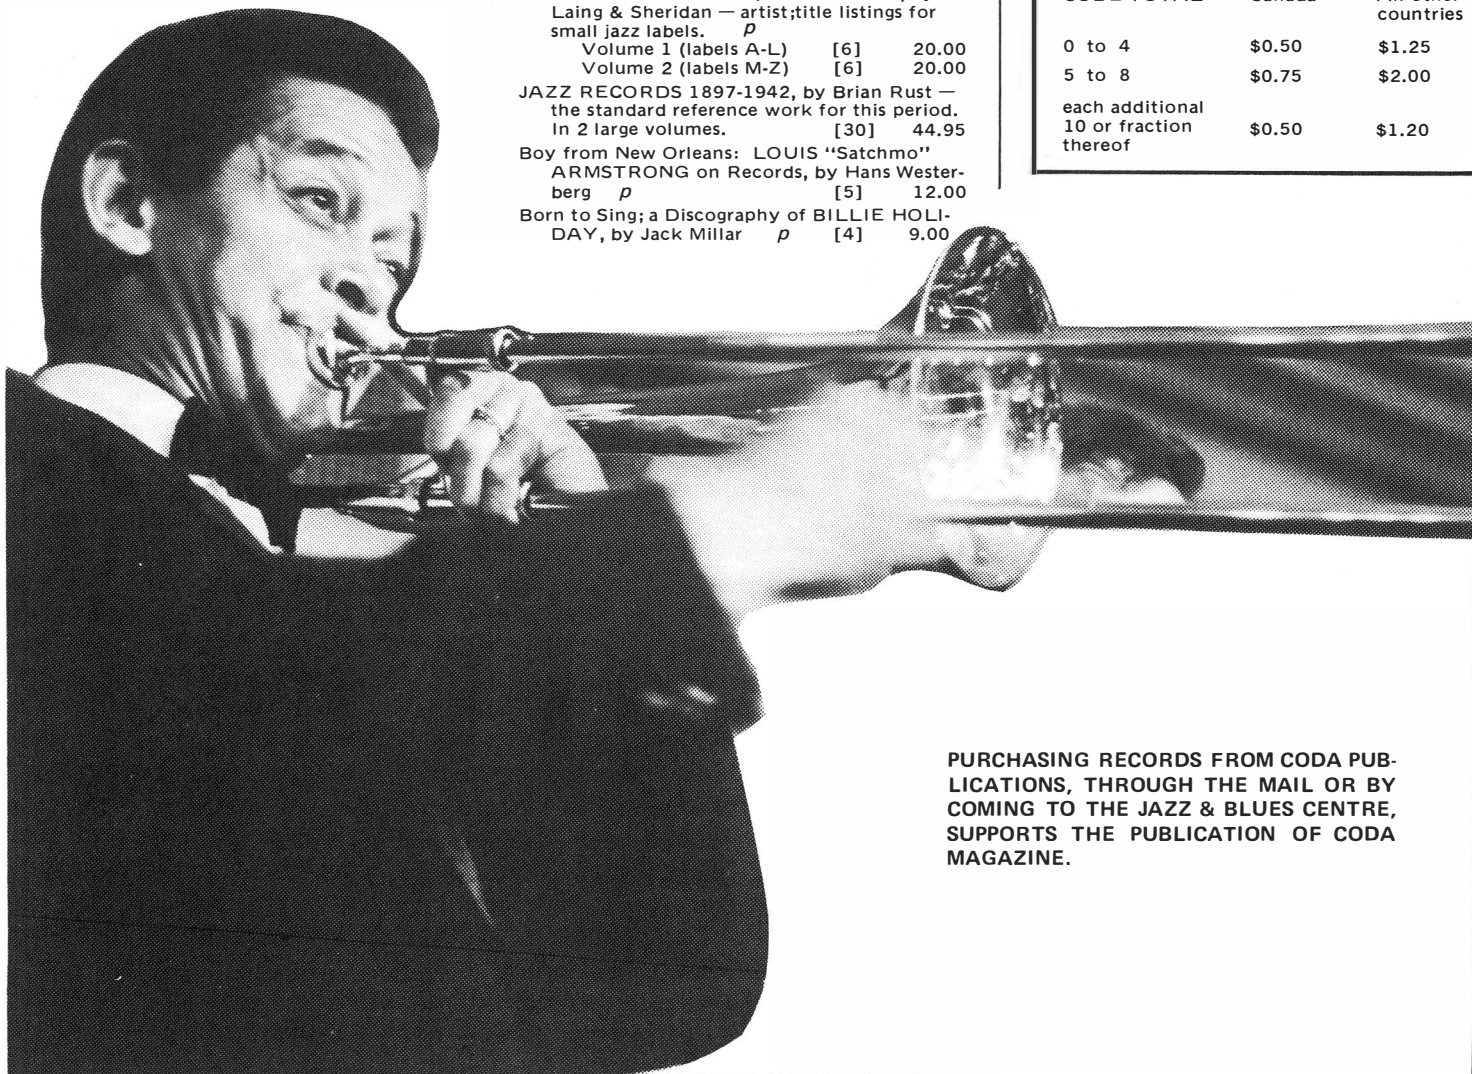 Laing & Sheridan — artist;title listings for
small jazz labels. p
Volume 1 (labels A-L) [6] 20.00
Volume 2 (labels M-Z) [6] 20.00
JAZZ RECORDS 1897-1942, by Brian Rust —
the standard reference work for this period.
In 2 large volumes. [30] 44.95
Boy from New Orleans: LOUIS “Satchmo”
ARMSTRONG on Records, by Hans Wester-
berg p [5] 12.00
Born to Sing; a Discography of BILLIE HOLI-
DAY, by Jack Millar p [4] 9.00
countries
0 to 4 $0.50 $1.25
5 to 8 $0.75 $2.00
each additional
10 or fraction $0.50 $1.20
thereof
PURCHASING RECORDS FROM CODA PUB-
LICATIONS, THROUGH THE MAIL OR BY
COMING TO THE JAZZ & BLUES CENTRE,
SUPPORTS THE PUBLICATION OF CODA
MAGAZINE.